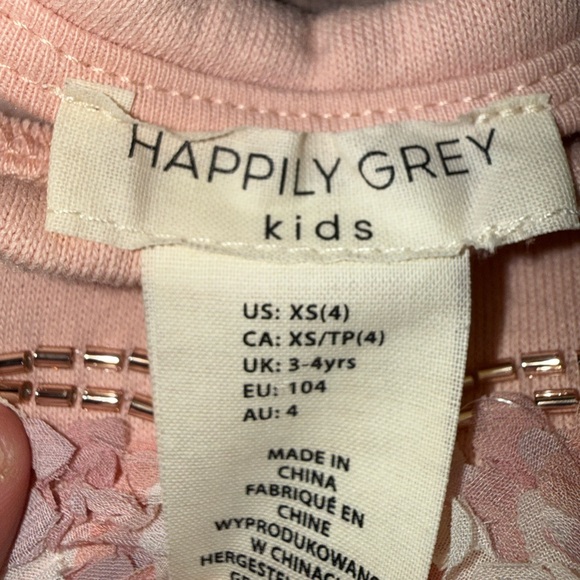 HAPPILY GREY
kids
US: XS(4)
CA: XS/TP(4)
UK: 3-4yrs
EU: 104
AU: 4
MADE IN
CHINA
FABRIQUÉ EN
CHINE
WYPRODUKOWANO
W CHINACH